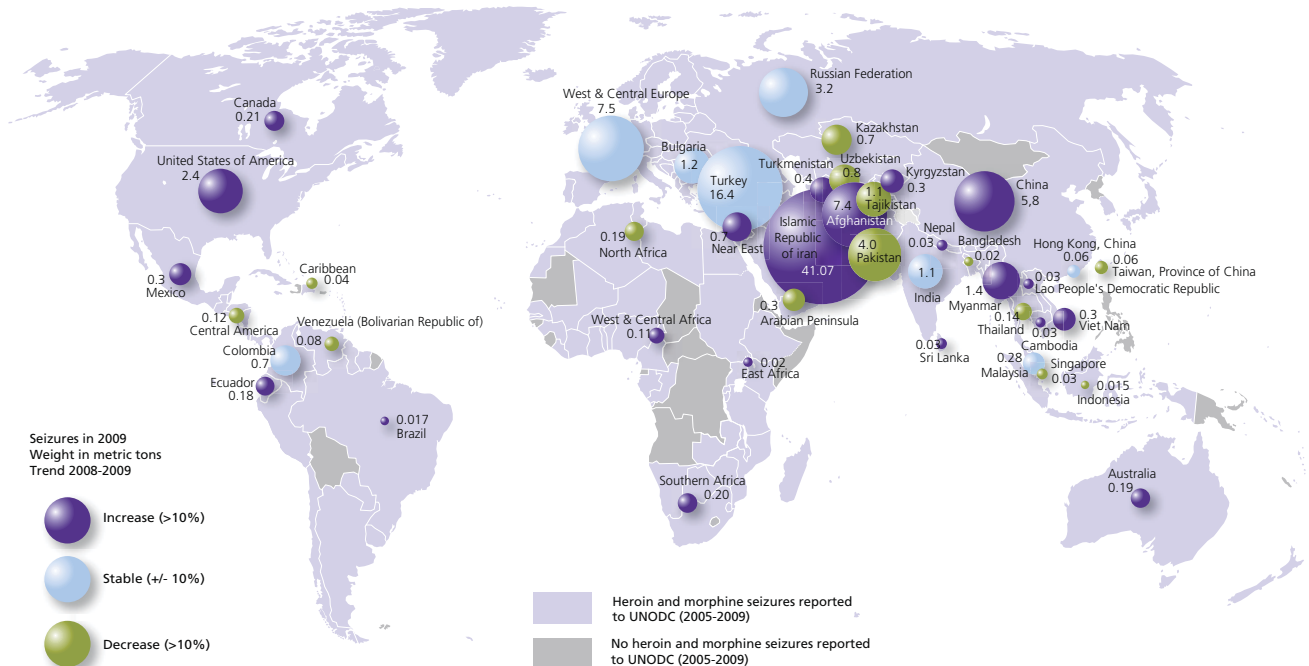 Canada
0.21
United States of America
2.4
0.3
Mexico
Caribbean
0.04
0.12
Central America
Venezuela (Bolivarian Republic of)
0.08
Colombia
0.7
Ecuador
0.18
0.017
Brazil
West & Central Europe
7.5
Russian Federation
3.2
Bulgaria
1.2
Turkey
16.4
Kazakhstan
0.7
Turkmenistan
0.4
Uzbekistan
0.8
Kyrgyzstan
0.3
1.1
Tajikistan
7.4
Afghanistan
Islamic
Republic
of iran
41.07
4.0
Pakistan
0.7
Near East
0.19
North Africa
0.3
Arabian Peninsula
West & Central Africa
0.11
0.02
East Africa
Southern Africa
0.20
China
5,8
Nepal
0.03
Bangladesh
0.02
Hong Kong, China
0.06
0.06
Taiwan, Province of China
1.1
India
0.03
Lao People's Democratic Republic
1.4
Myanmar
0.14
Thailand
0.3
Viet Nam
0.03
Cambodia
0.03
Sri Lanka
0.28
Malaysia
Singapore
0.03
0.015
Indonesia
Australia
0.19
Seizures in 2009
Weight in metric tons
Trend 2008-2009
Increase (>10%)
Stable (+/- 10%)
Decrease (>10%)
Heroin and morphine seizures reported
to UNODC (2005-2009)
No heroin and morphine seizures reported
to UNODC (2005-2009)